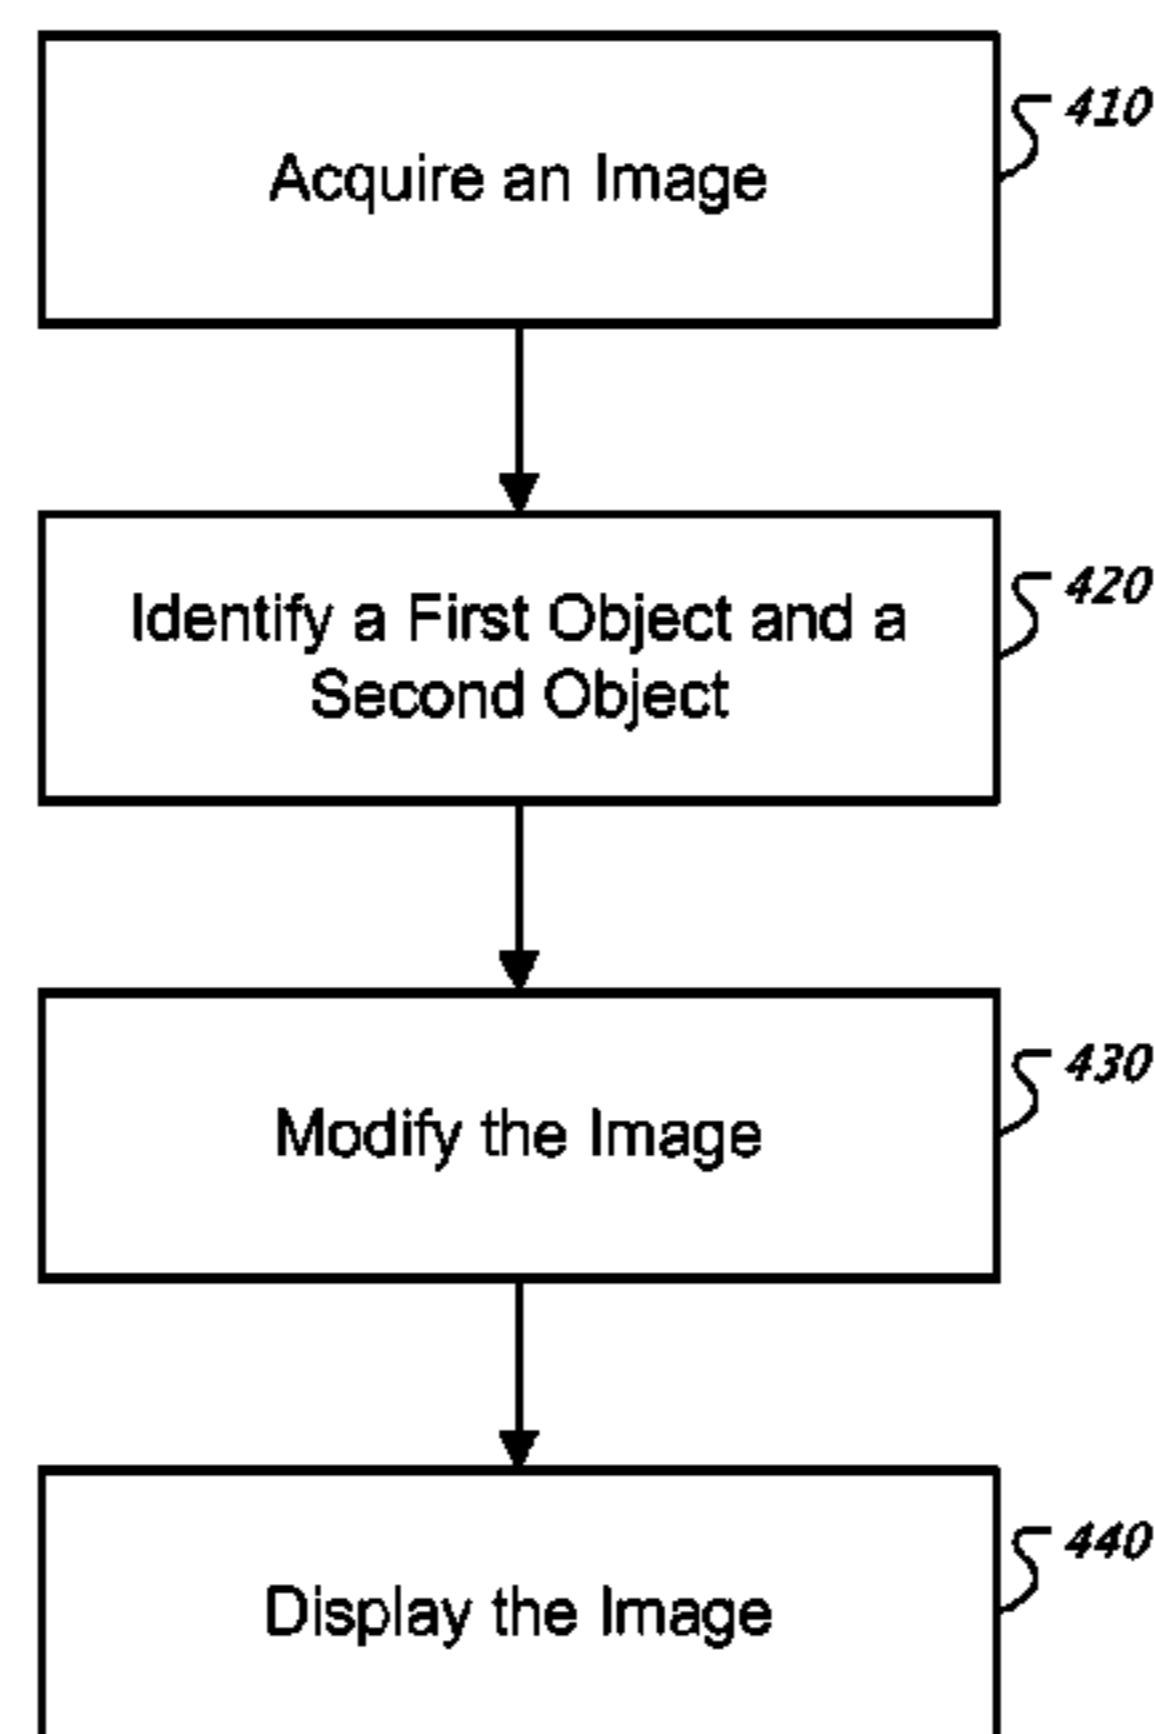 Acquire an Image
410
Identify a First Object and a
Second Object
420
Modify the Image
430
Display the Image
440